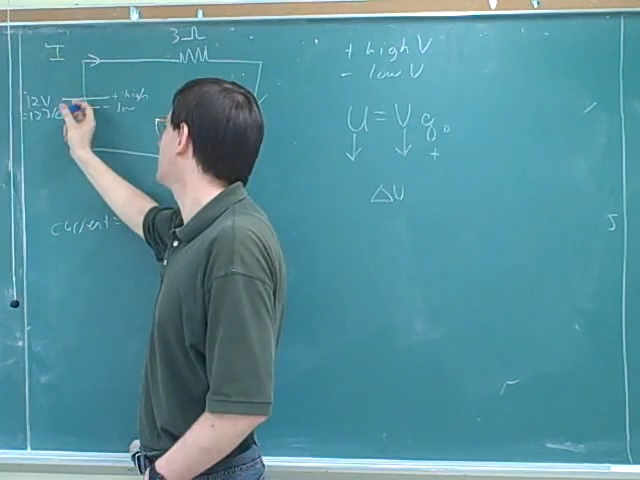 I
3Ω
12V
+ high
- low
current =
+ high V
- low V
U = V q₀
↓ ↓ +
ΔU